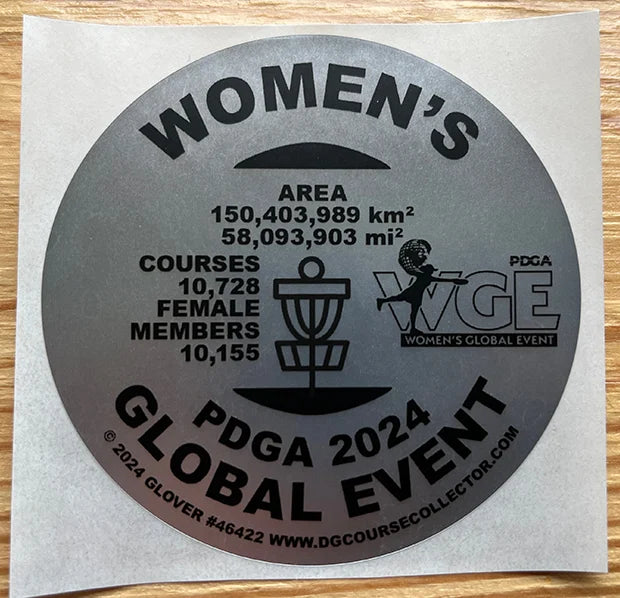 WOMEN'S
AREA
150,403,989 km²
58,093,903 mi²
COURSES
10,728
FEMALE
MEMBERS
10,155
PDGA
WGE
WOMEN'S GLOBAL EVENT
PDGA 2024
GLOBAL EVENT
© 2024 GLOVER #46422 WWW.DGCOURSECOLLECTOR.COM